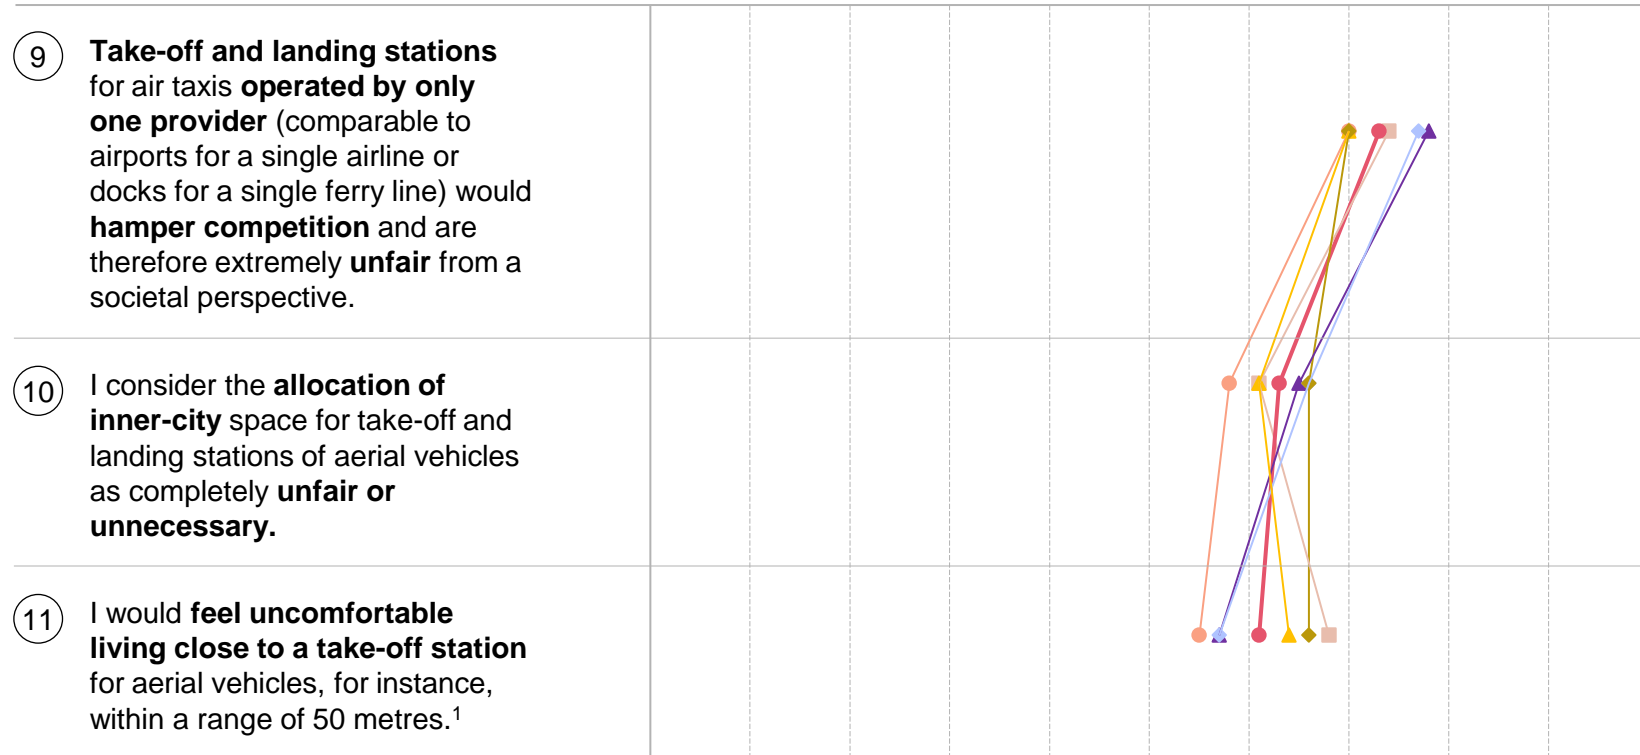 9 Take-off and landing stations
for air taxis operated by only
one provider (comparable to
airports for a single airline or
docks for a single ferry line) would
hamper competition and are
therefore extremely unfair from a
societal perspective.
10 I consider the allocation of
inner-city space for take-off and
landing stations of aerial vehicles
as completely unfair or
unnecessary.
11 I would feel uncomfortable
living close to a take-off station
for aerial vehicles, for instance,
within a range of 50 metres.1